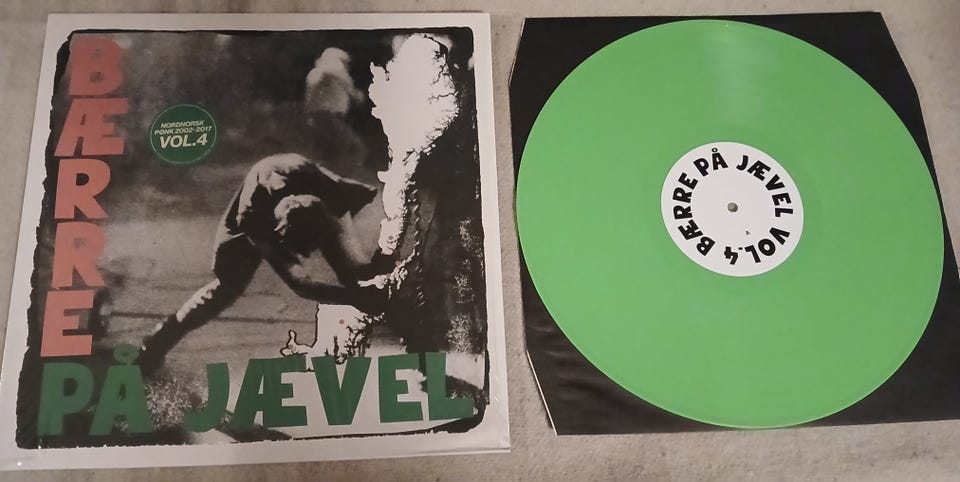 BÆRRE
PÅ JÆVEL
NORDNORSK
PØNK 2002-2017
VOL.4
BÆRRE PÅ JÆVEL VOL.4
A